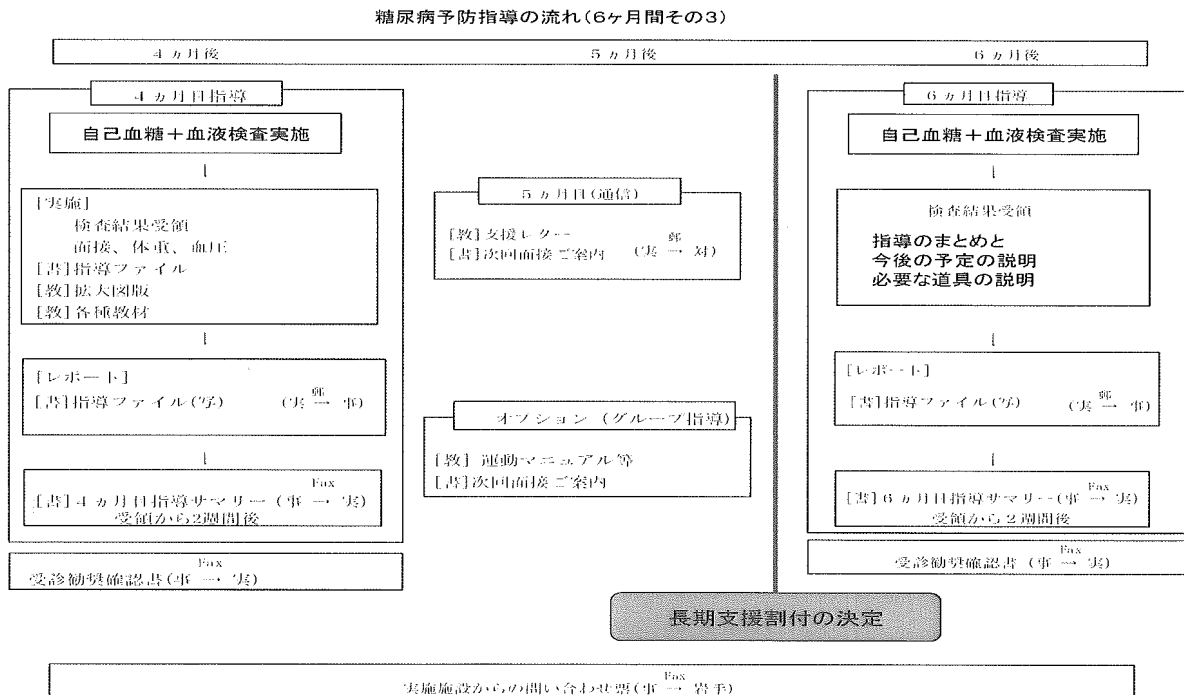 糖尿病予防指導の流れ(6ヶ月間その3)
4ヵ月後
5ヵ月後
6ヵ月後
4ヵ月目指導
自己血糖+血液検査実施
↓
[実施]
検査結果受領
面接、体重、血圧
[書]指導ファイル
[教]拡大図版
[教]各種教材
↓
[レポート]
郵
[書]指導ファイル(写) (実 → 事)
↓
Fax
[書]4ヵ月目指導サマリー(事 → 実)
受領から2週間後
Fax
受診勧奨確認書(事 → 実)
5ヵ月目(通信)
郵
[教]支援レター
[書]次回面接ご案内 (実 → 対)
オプション(グループ指導)
[教] 運動マニュアル等
[書]次回面接ご案内
6ヵ月目指導
自己血糖+血液検査実施
↓
検査結果受領
指導のまとめと
今後の予定の説明
必要な道具の説明
↓
[レポート]
郵
[書]指導ファイル(写) (実 → 事)
↓
Fax
[書]6ヵ月目指導サマリー(事 → 実)
受領から2週間後
Fax
受診勧奨確認書(事 → 実)
長期支援割付の決定
Fax
実施施設からの問い合わせ票(事 → 岩手)